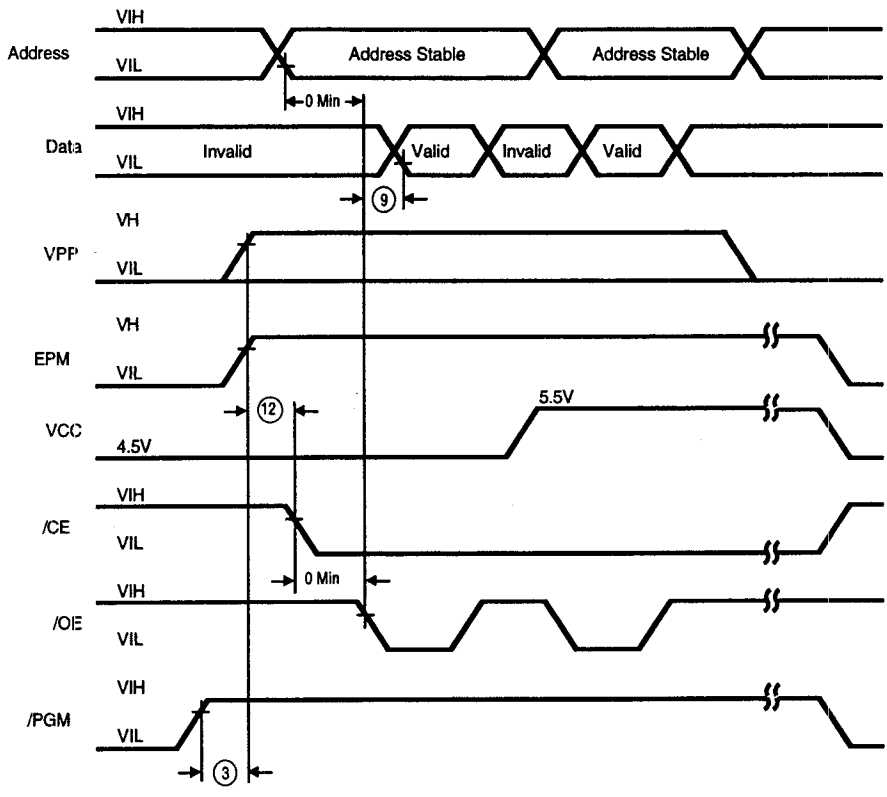 VIH
Address
Address Stable
Address Stable
VIL
0 Min
VIH
Data
Invalid
Valid
Invalid
Valid
VIL
9
VH
VPP
VIL
VH
EPM
VIL
12
5.5V
VCC
4.5V
VIH
/CE
VIL
0 Min
VIH
/OE
VIL
VIH
/PGM
VIL
3